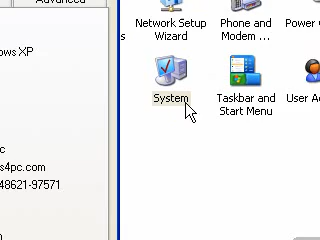 Advanced
ows XP
c
s4pc.com
48621-97571
s
Network Setup
Wizard
Phone and
Modem ...
Power C
System
Taskbar and
Start Menu
User A